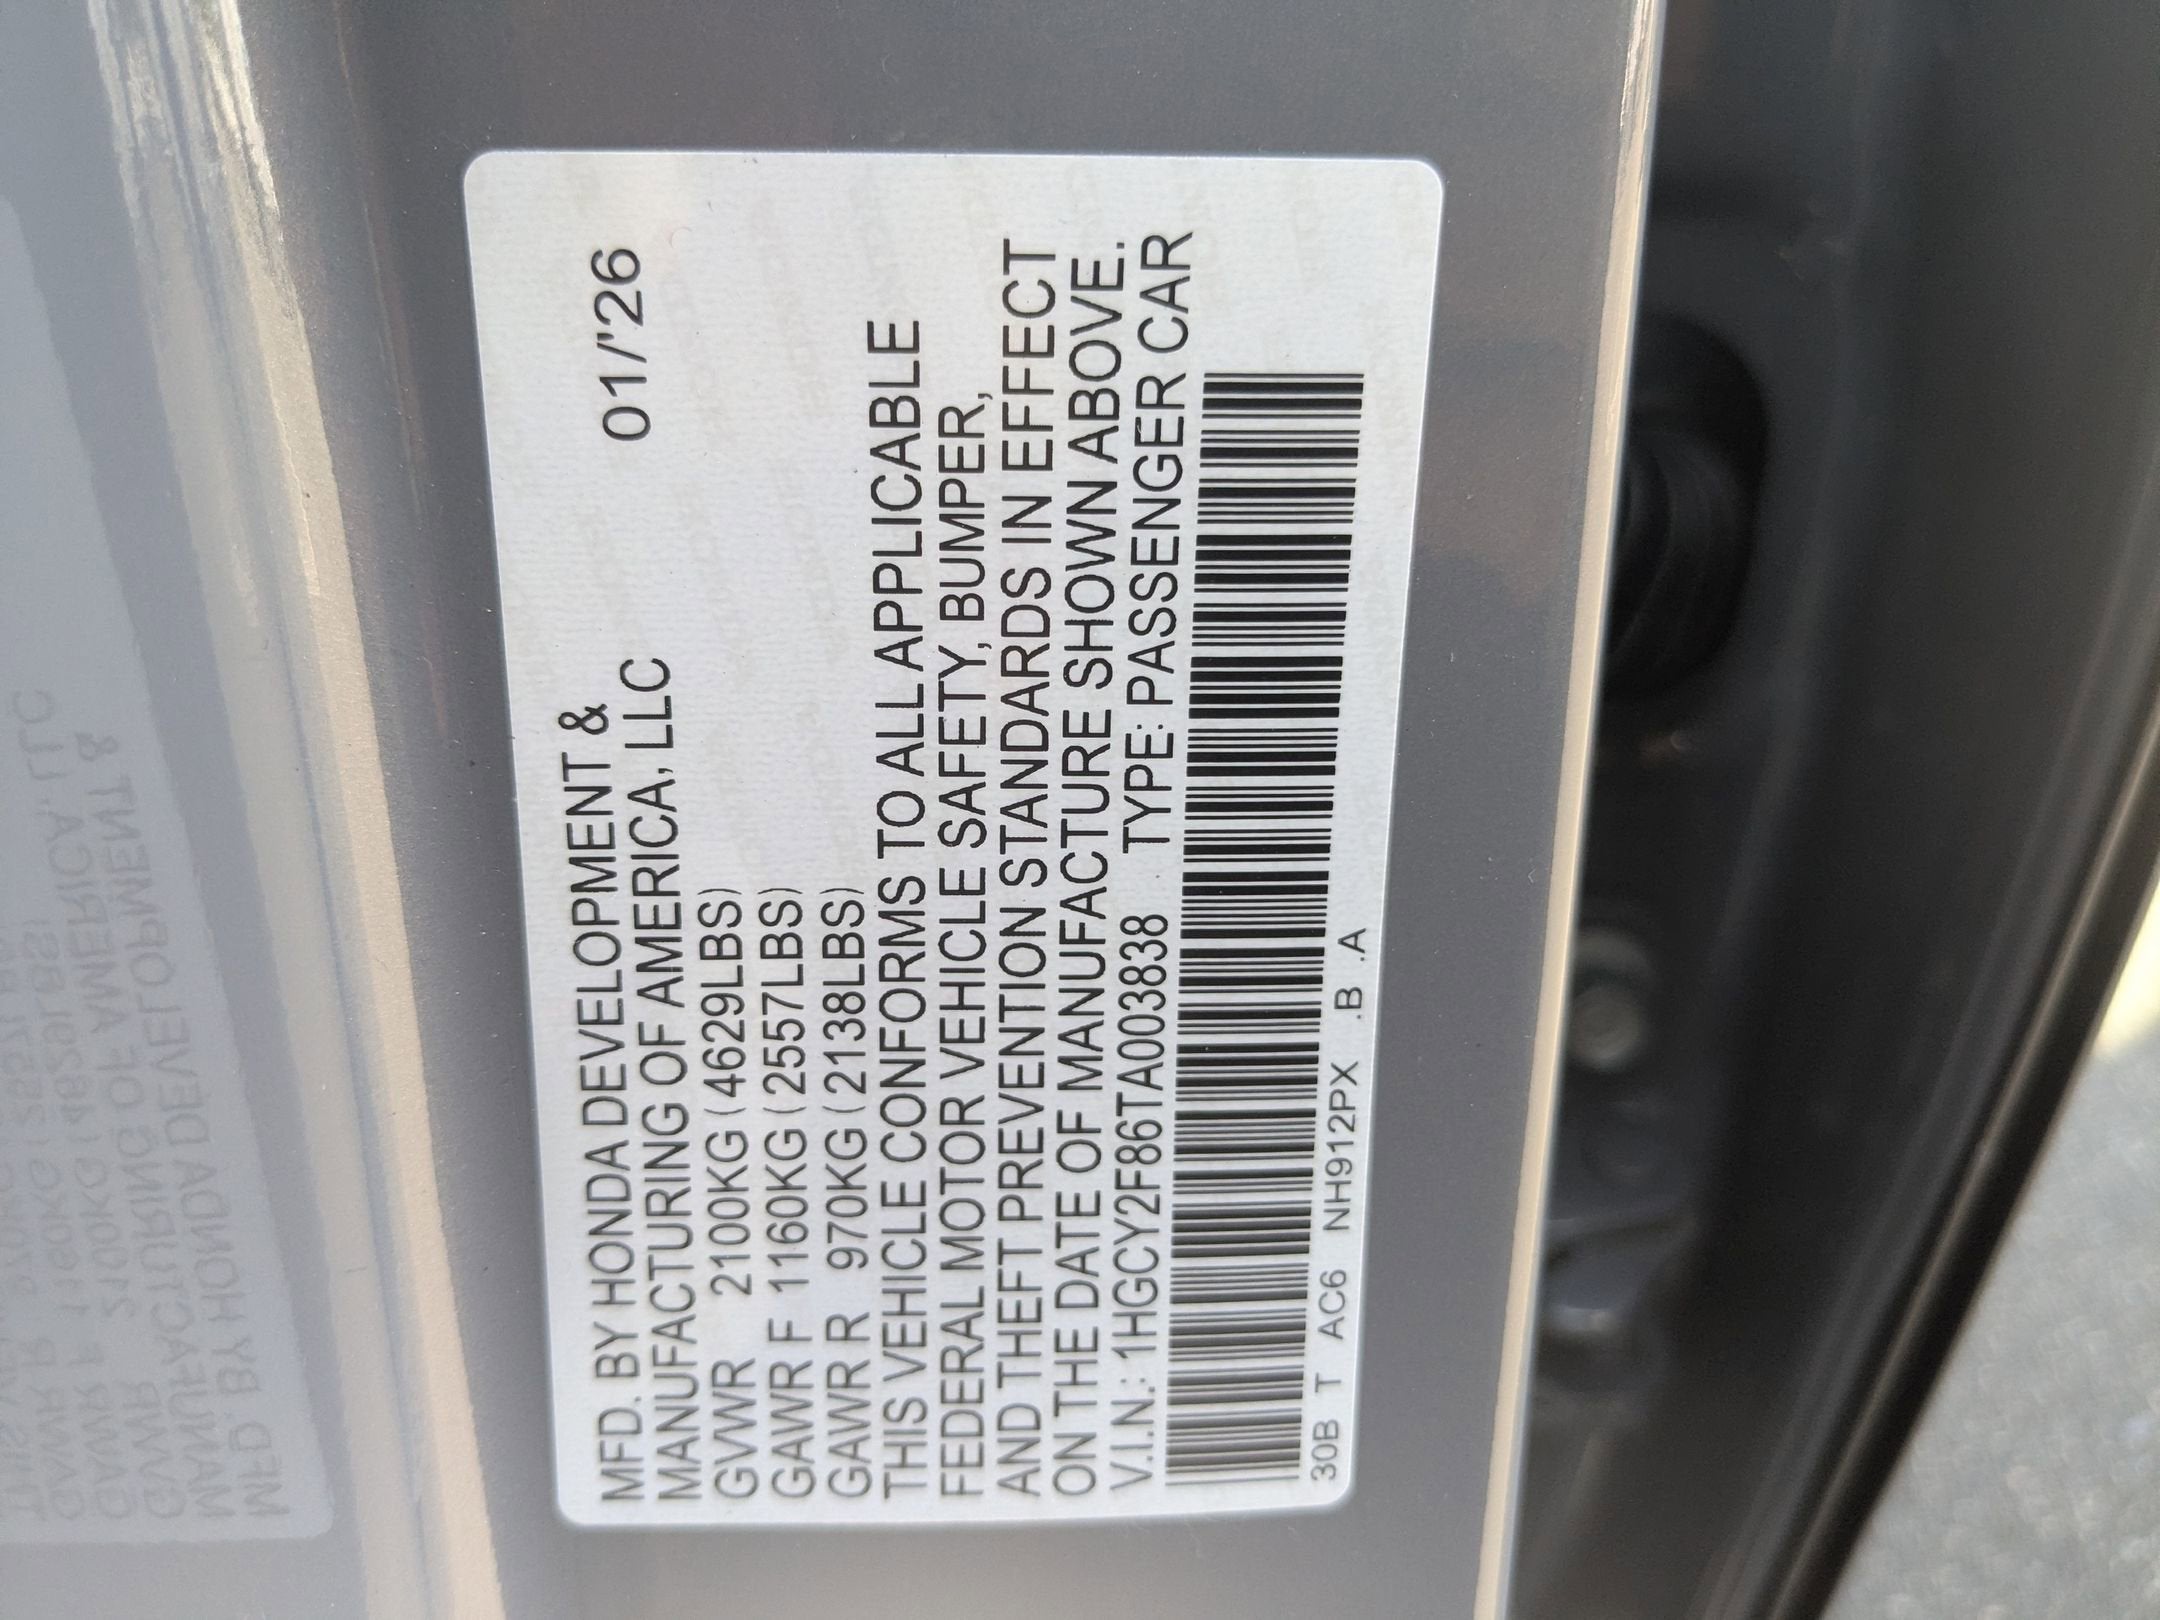 MFD. BY HONDA DEVELOPMENT &
MANUFACTURING OF AMERICA, LLC 01/'26
GVWR 2100KG (4629LBS)
GAWR F 1160KG (2557LBS)
GAWR R 970KG (2138LBS)
THIS VEHICLE CONFORMS TO ALL APPLICABLE
FEDERAL MOTOR VEHICLE SAFETY, BUMPER,
AND THEFT PREVENTION STANDARDS IN EFFECT
ON THE DATE OF MANUFACTURE SHOWN ABOVE.
V.I.N.: 1HGCY2F86TA003838 TYPE: PASSENGER CAR
30B T AC6 NH912PX .B .A